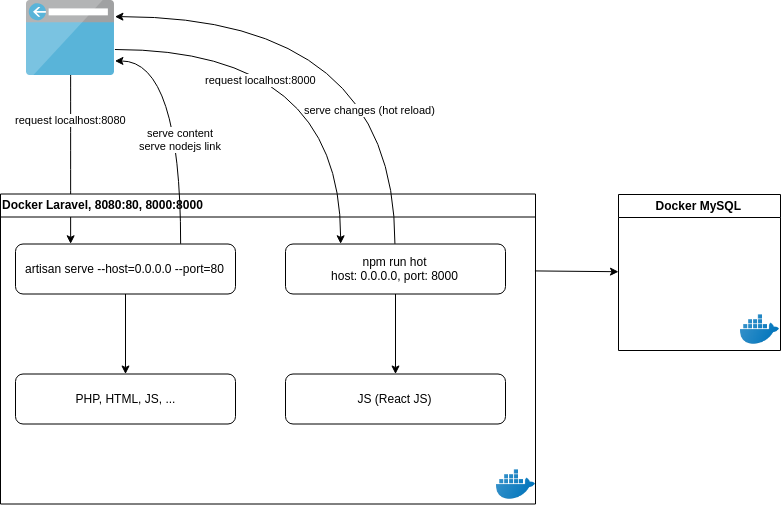 request localhost:8000
serve changes (hot reload)
request localhost:8080
serve content
serve nodejs link
Docker Laravel, 8080:80, 8000:8000
Docker MySQL
artisan serve --host=0.0.0.0 --port=80
npm run hot
host: 0.0.0.0, port: 8000
PHP, HTML, JS, ...
JS (React JS)